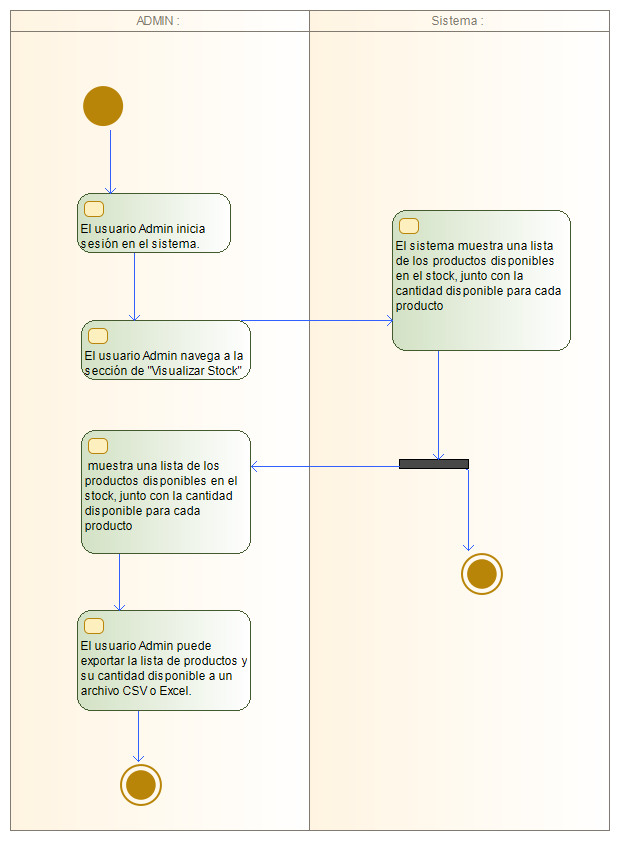 ADMIN :
Sistema :
El usuario Admin inicia
sesión en el sistema.
El sistema muestra una lista
de los productos disponibles
en el stock, junto con la
cantidad disponible para cada
producto
El usuario Admin navega a la
sección de "Visualizar Stock"
muestra una lista de los
productos disponibles en el
stock, junto con la cantidad
disponible para cada
producto
El usuario Admin puede
exportar la lista de productos y
su cantidad disponible a un
archivo CSV o Excel.